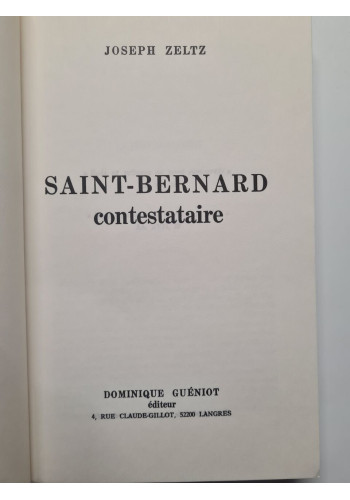 JOSEPH ZELTZ
SAINT-BERNARD
contestataire
DOMINIQUE GUÉNIOT
éditeur
4, RUE CLAUDE-GILLOT, 52200 LANGRES